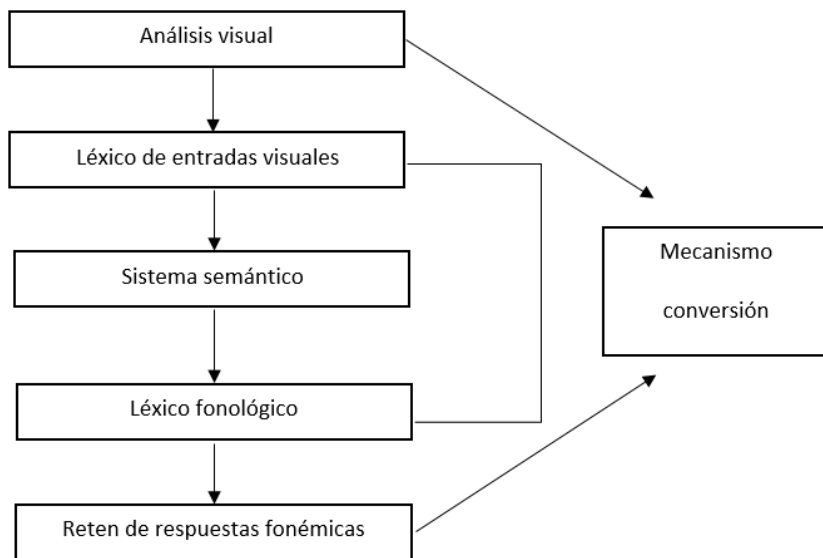 Análisis visual
Léxico de entradas visuales
Sistema semántico
Léxico fonológico
Reten de respuestas fonémicas
Mecanismo
conversión